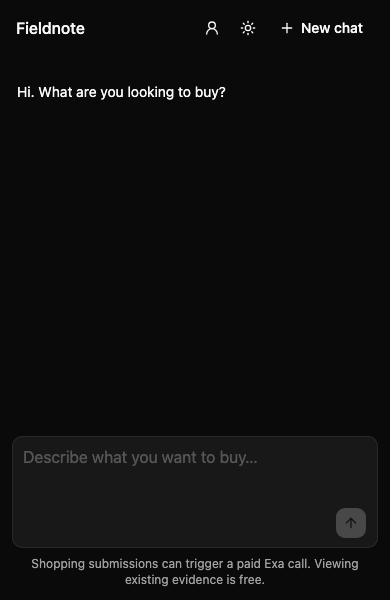 Fieldnote
New chat
Hi. What are you looking to buy?
Describe what you want to buy...
Shopping submissions can trigger a paid Exa call. Viewing
existing evidence is free.